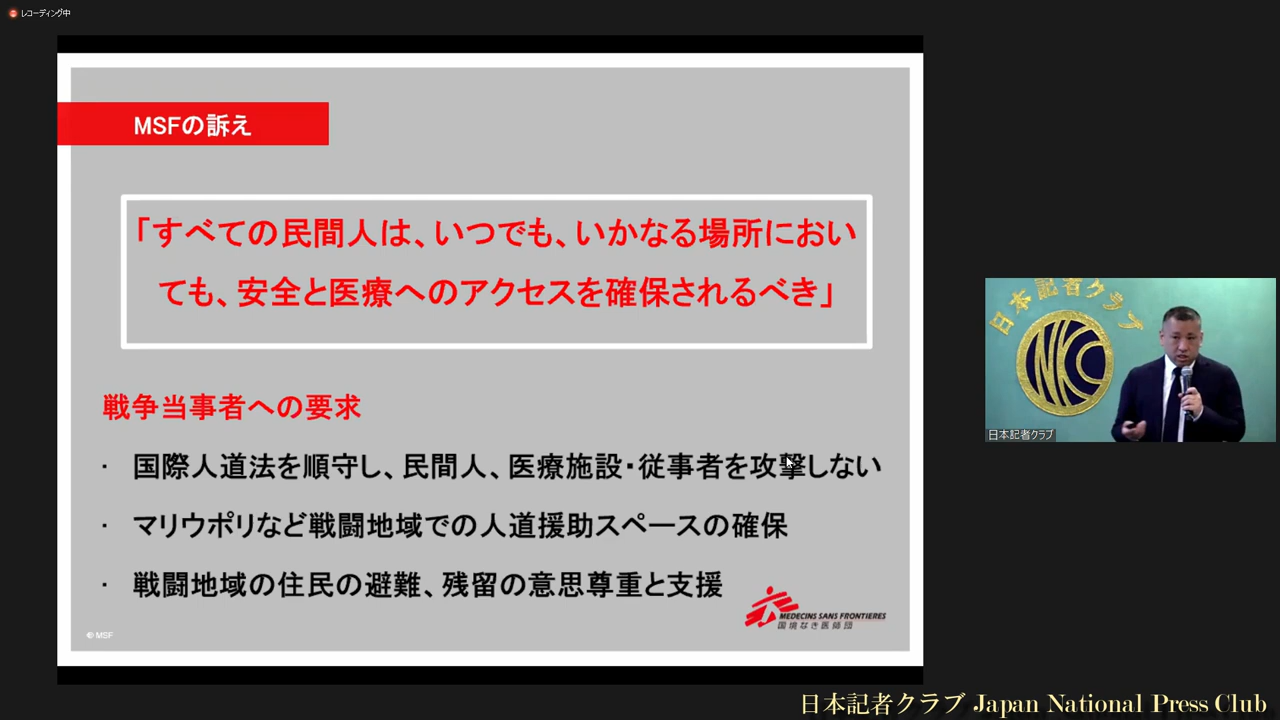 レコーディング中
MSFの訴え
「すべての民間人は、いつでも、いかなる場所におい
ても、安全と医療へのアクセスを確保されるべき」
戦争当事者への要求
・ 国際人道法を順守し、民間人、医療施設・従事者を攻撃しない
・ マリウポリなど戦闘地域での人道援助スペースの確保
・ 戦闘地域の住民の避難、残留の意思尊重と支援
MEDECINS SANS FRONTIERES
国境なき医師団
© MSF
日本記者クラブ
NKC
日本記者クラブ
日本記者クラブ Japan National Press Club